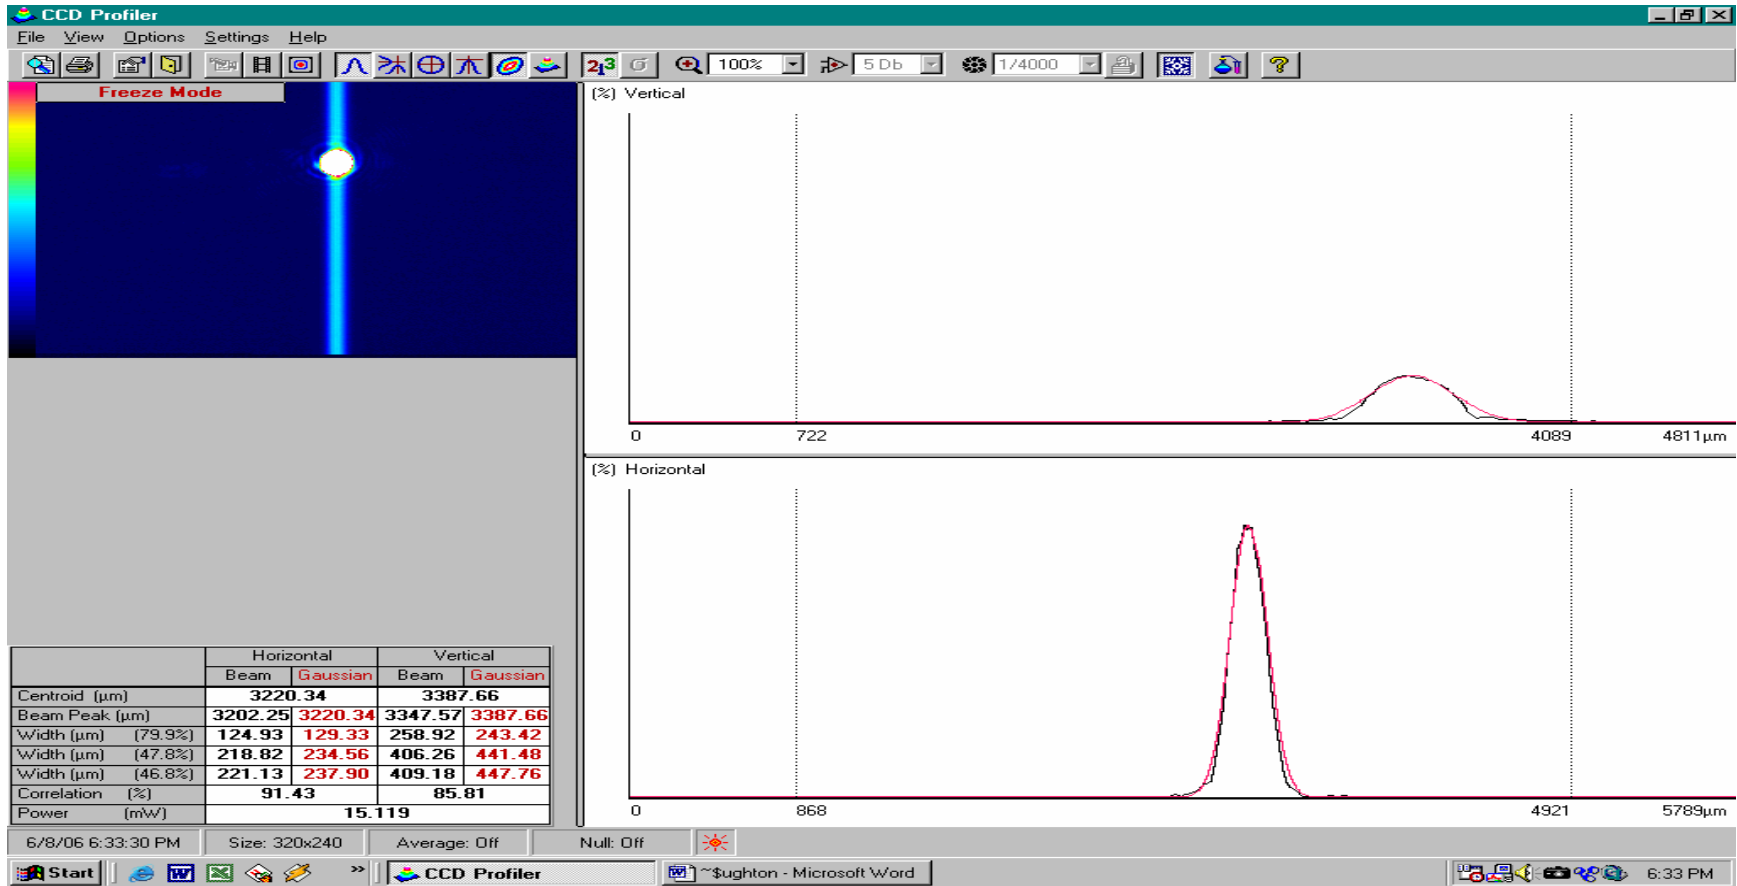 CCD Profiler
File View Options Settings Help
213 σ 100% 5 Db 1/4000 ?
Freeze Mode
(%) Vertical
0 722 4089 4811µm
(%) Horizontal
0 868 4921 5789µm
Horizontal Vertical
Beam Gaussian Beam Gaussian
Centroid (µm) 3220.34 3387.66
Beam Peak (µm) 3202.25 3220.34 3347.57 3387.66
Width (µm) (79.9%) 124.93 129.33 258.92 243.42
Width (µm) (47.8%) 218.82 234.56 406.26 441.48
Width (µm) (46.8%) 221.13 237.90 409.18 447.76
Correlation (%) 91.43 85.81
Power (mW) 15.119
6/8/06 6:33:30 PM Size: 320x240 Average: Off Null: Off
Start » CCD Profiler ~$ughton - Microsoft Word 6:33 PM